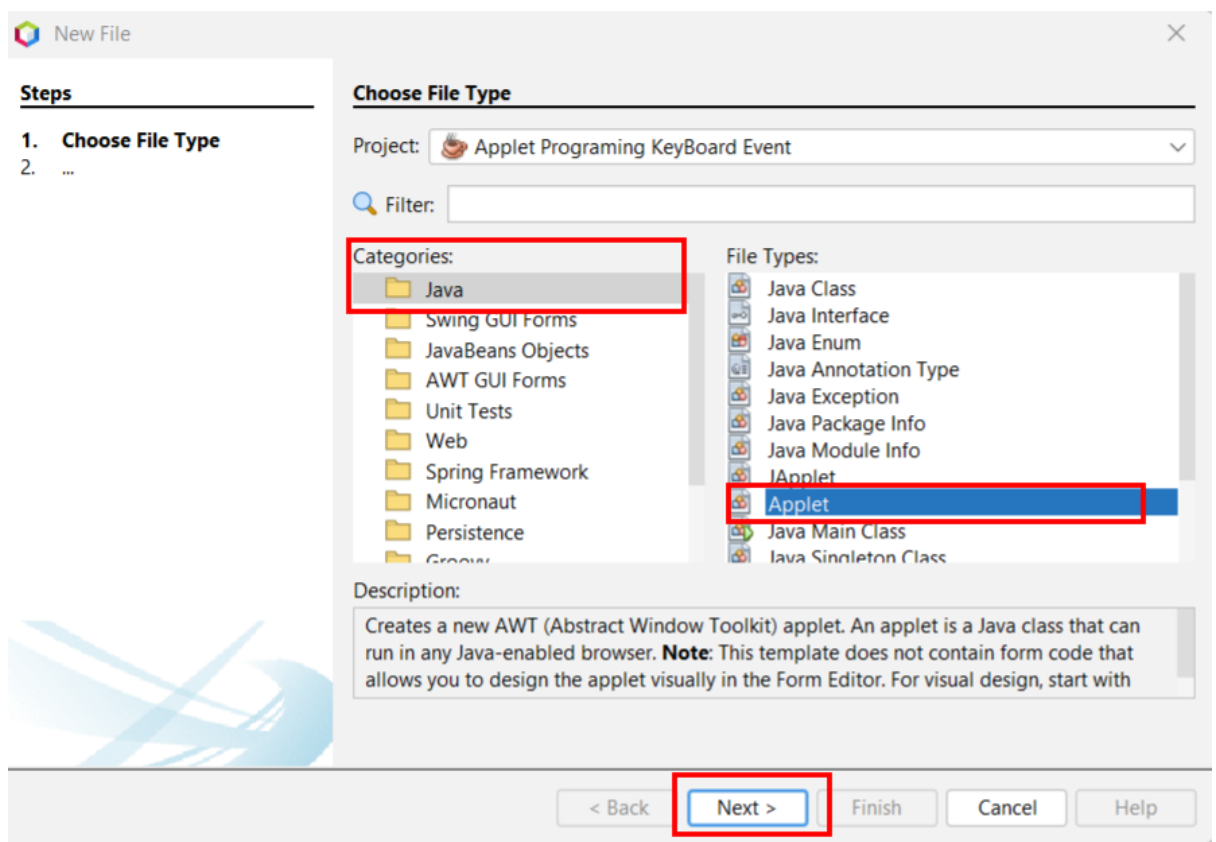 New File
Steps
1. Choose File Type
2. ...
Choose File Type
Project: Applet Programing KeyBoard Event
Filter:
Categories:
Java
Swing GUI Forms
JavaBeans Objects
AWT GUI Forms
Unit Tests
Web
Spring Framework
Micronaut
Persistence
Groovy
File Types:
Java Class
Java Interface
Java Enum
Java Annotation Type
Java Exception
Java Package Info
Java Module Info
JApplet
Applet
Java Main Class
Java Singleton Class
Description:
Creates a new AWT (Abstract Window Toolkit) applet. An applet is a Java class that can
run in any Java-enabled browser. Note: This template does not contain form code that
allows you to design the applet visually in the Form Editor. For visual design, start with
< Back Next > Finish Cancel Help